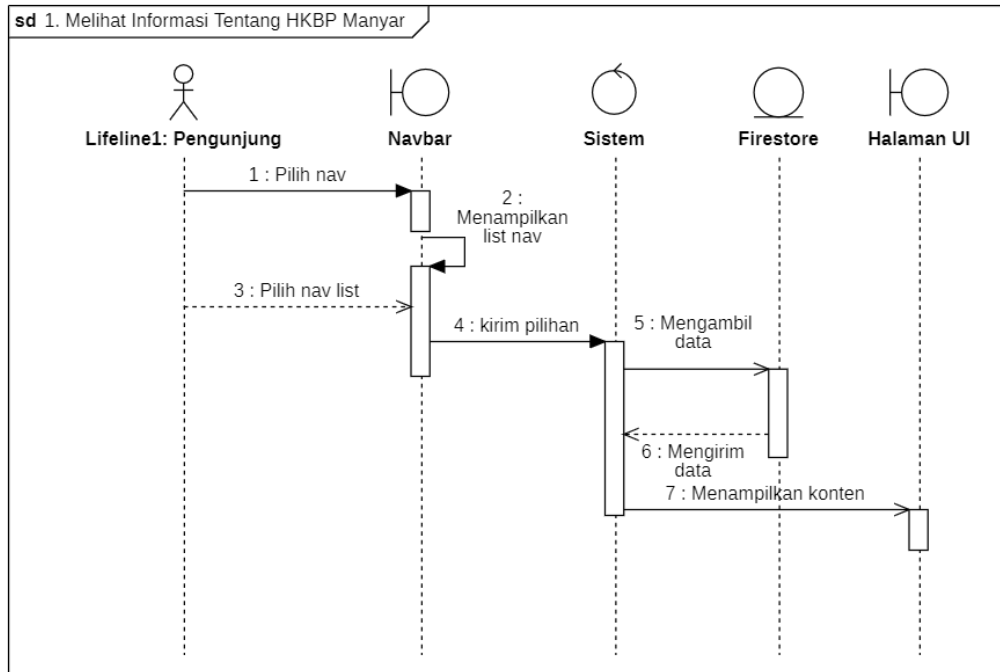 sd 1. Melihat Informasi Tentang HKBP Manyar
Lifeline1: Pengunjung
Navbar
Sistem
Firestore
Halaman UI
1 : Pilih nav
2 :
Menampilkan
list nav
3 : Pilih nav list
4 : kirim pilihan
5 : Mengambil
data
6 : Mengirim
data
7 : Menampilkan konten